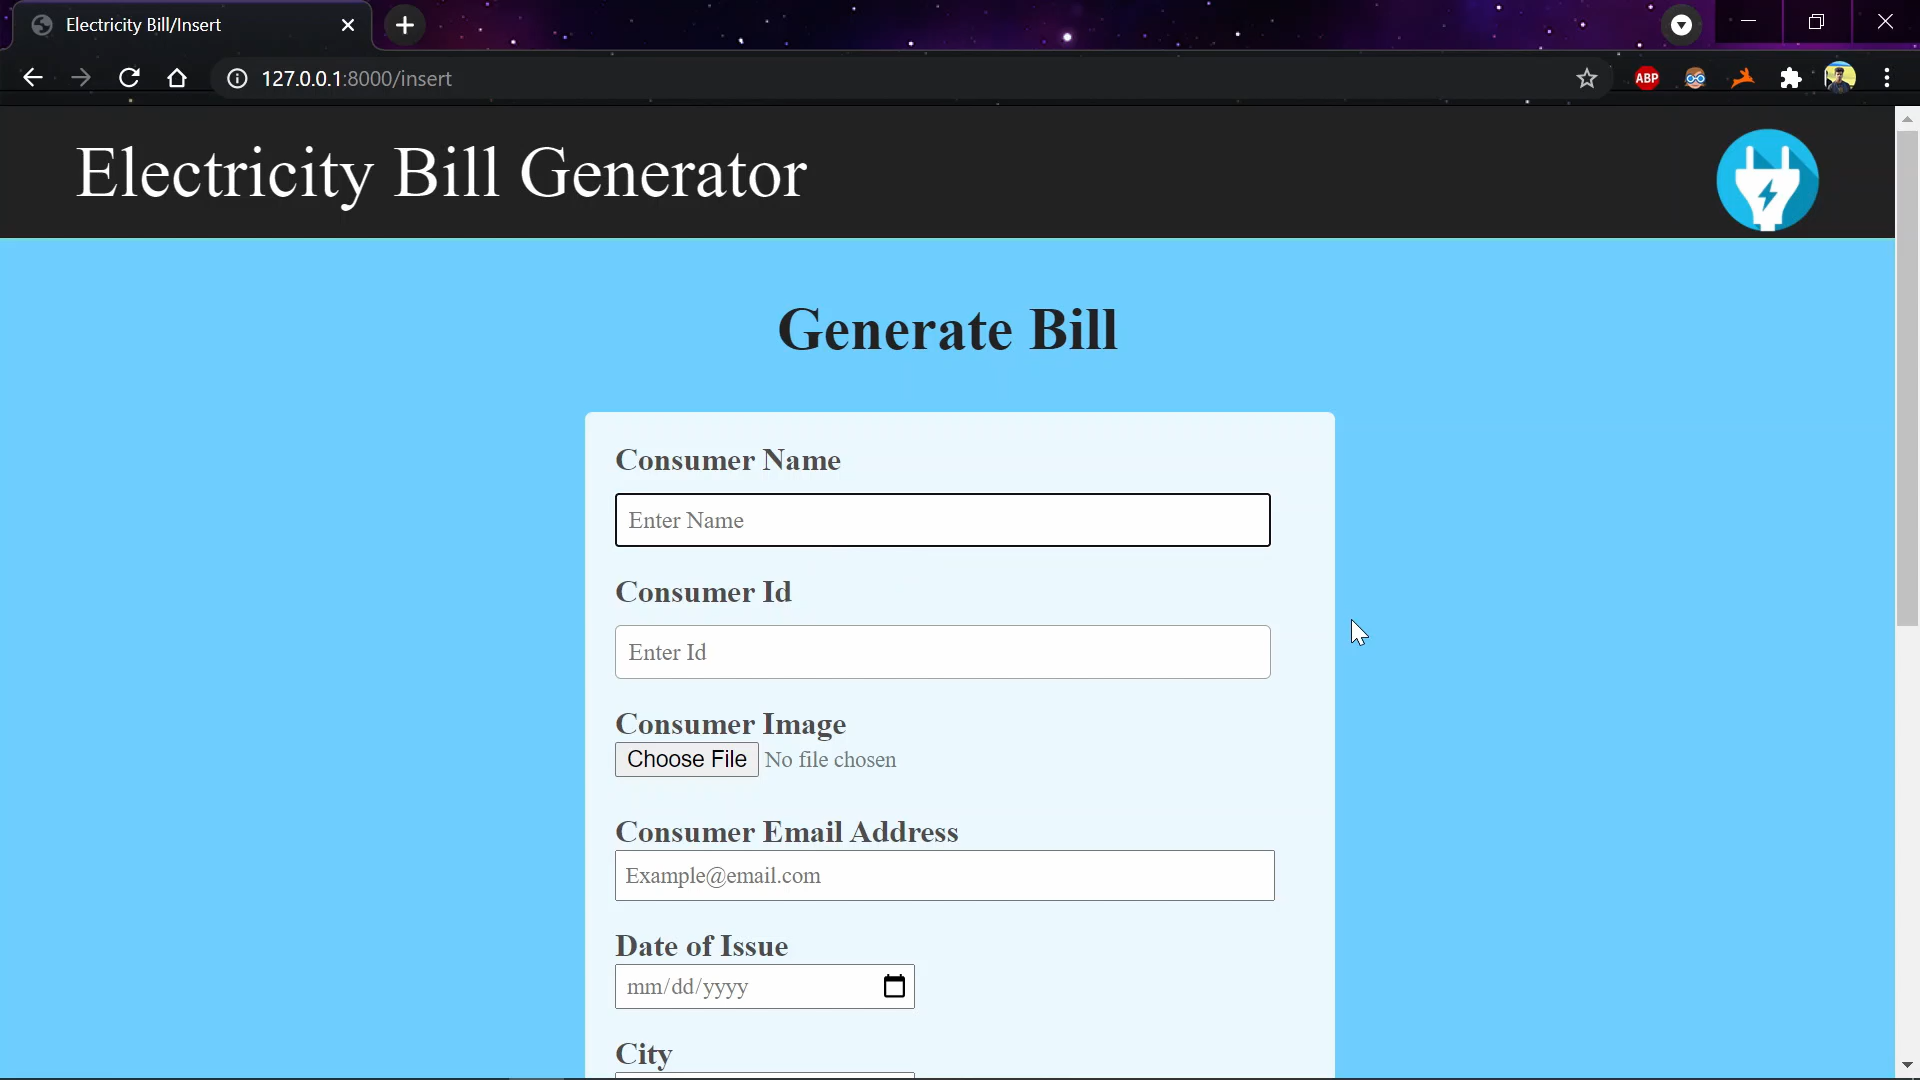 Electricity Bill/Insert
127.0.0.1:8000/insert
ABP
Electricity Bill Generator
Generate Bill
Consumer Name
Enter Name
Consumer Id
Enter Id
Consumer Image
Choose File No file chosen
Consumer Email Address
Example@email.com
Date of Issue
mm/dd/yyyy
City